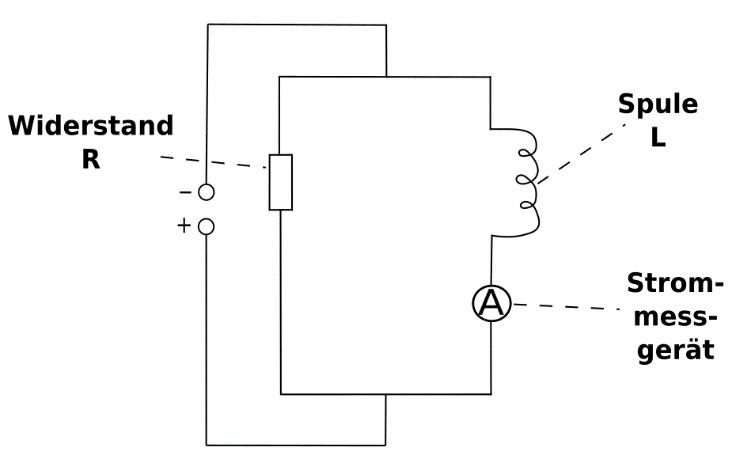 Spule
L
Widerstand
R
−
+
A
Strom-
mess-
gerät